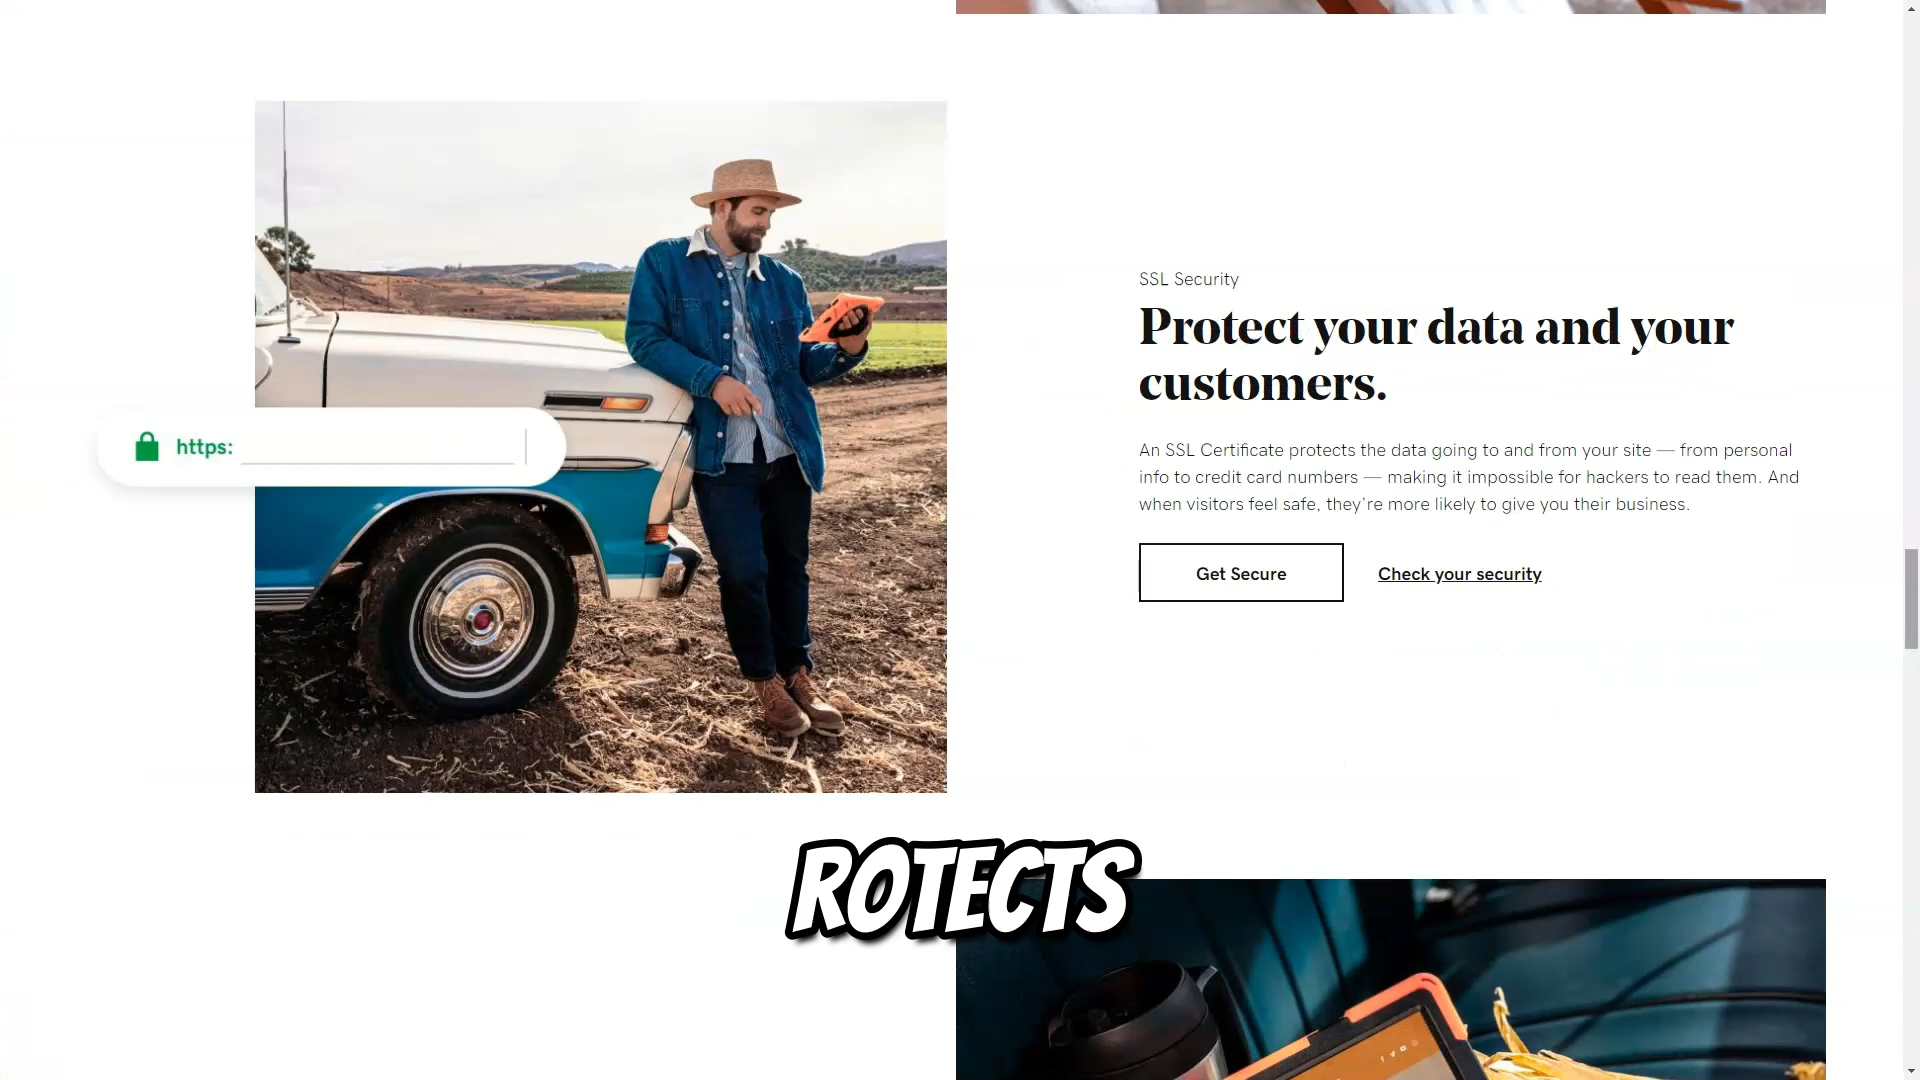 SSL Security
Protect your data and your
customers.
https:
An SSL Certificate protects the data going to and from your site — from personal
info to credit card numbers — making it impossible for hackers to read them. And
when visitors feel safe, they’re more likely to give you their business.
Get Secure
Check your security
ROTECTS